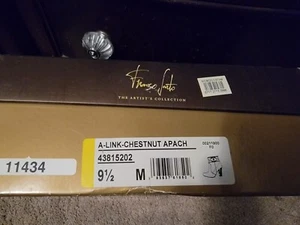 Franco Sarto
THE ARTIST'S COLLECTION
A-LINK-CHESTNUT APACH
43815202
9½ M
11434